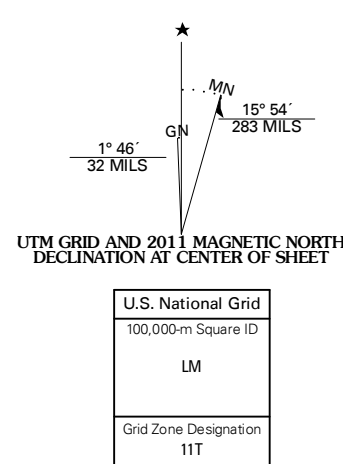 MN
15° 54´
283 MILS
GN
1° 46´
32 MILS
UTM GRID AND 2011 MAGNETIC NORTH
DECLINATION AT CENTER OF SHEET
U.S. National Grid
100,000-m Square ID
LM
Grid Zone Designation
11T